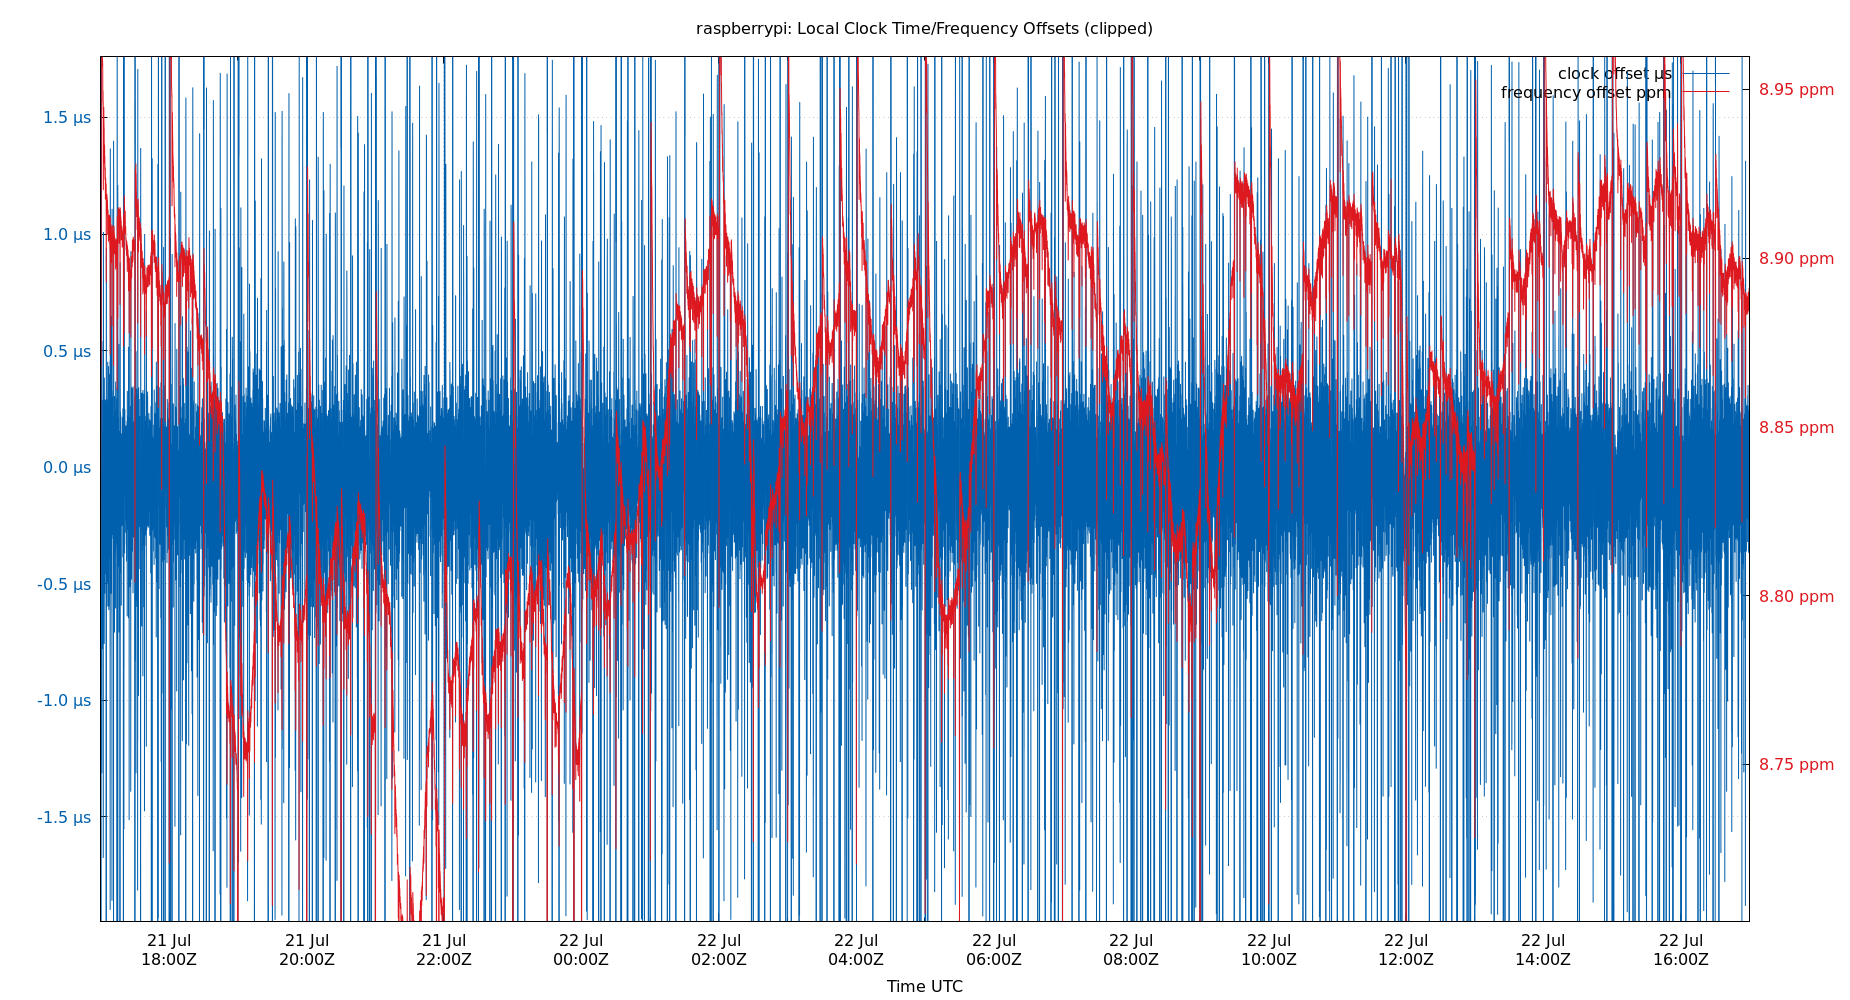 raspberrypi: Local Clock Time/Frequency Offsets (clipped)
clock offset µs
frequency offset ppm
1.5 µs
1.0 µs
0.5 µs
0.0 µs
-0.5 µs
-1.0 µs
-1.5 µs
8.95 ppm
8.90 ppm
8.85 ppm
8.80 ppm
8.75 ppm
21 Jul 21 Jul 21 Jul 22 Jul 22 Jul 22 Jul 22 Jul 22 Jul 22 Jul 22 Jul 22 Jul 22 Jul
18:00Z 20:00Z 22:00Z 00:00Z 02:00Z 04:00Z 06:00Z 08:00Z 10:00Z 12:00Z 14:00Z 16:00Z
Time UTC